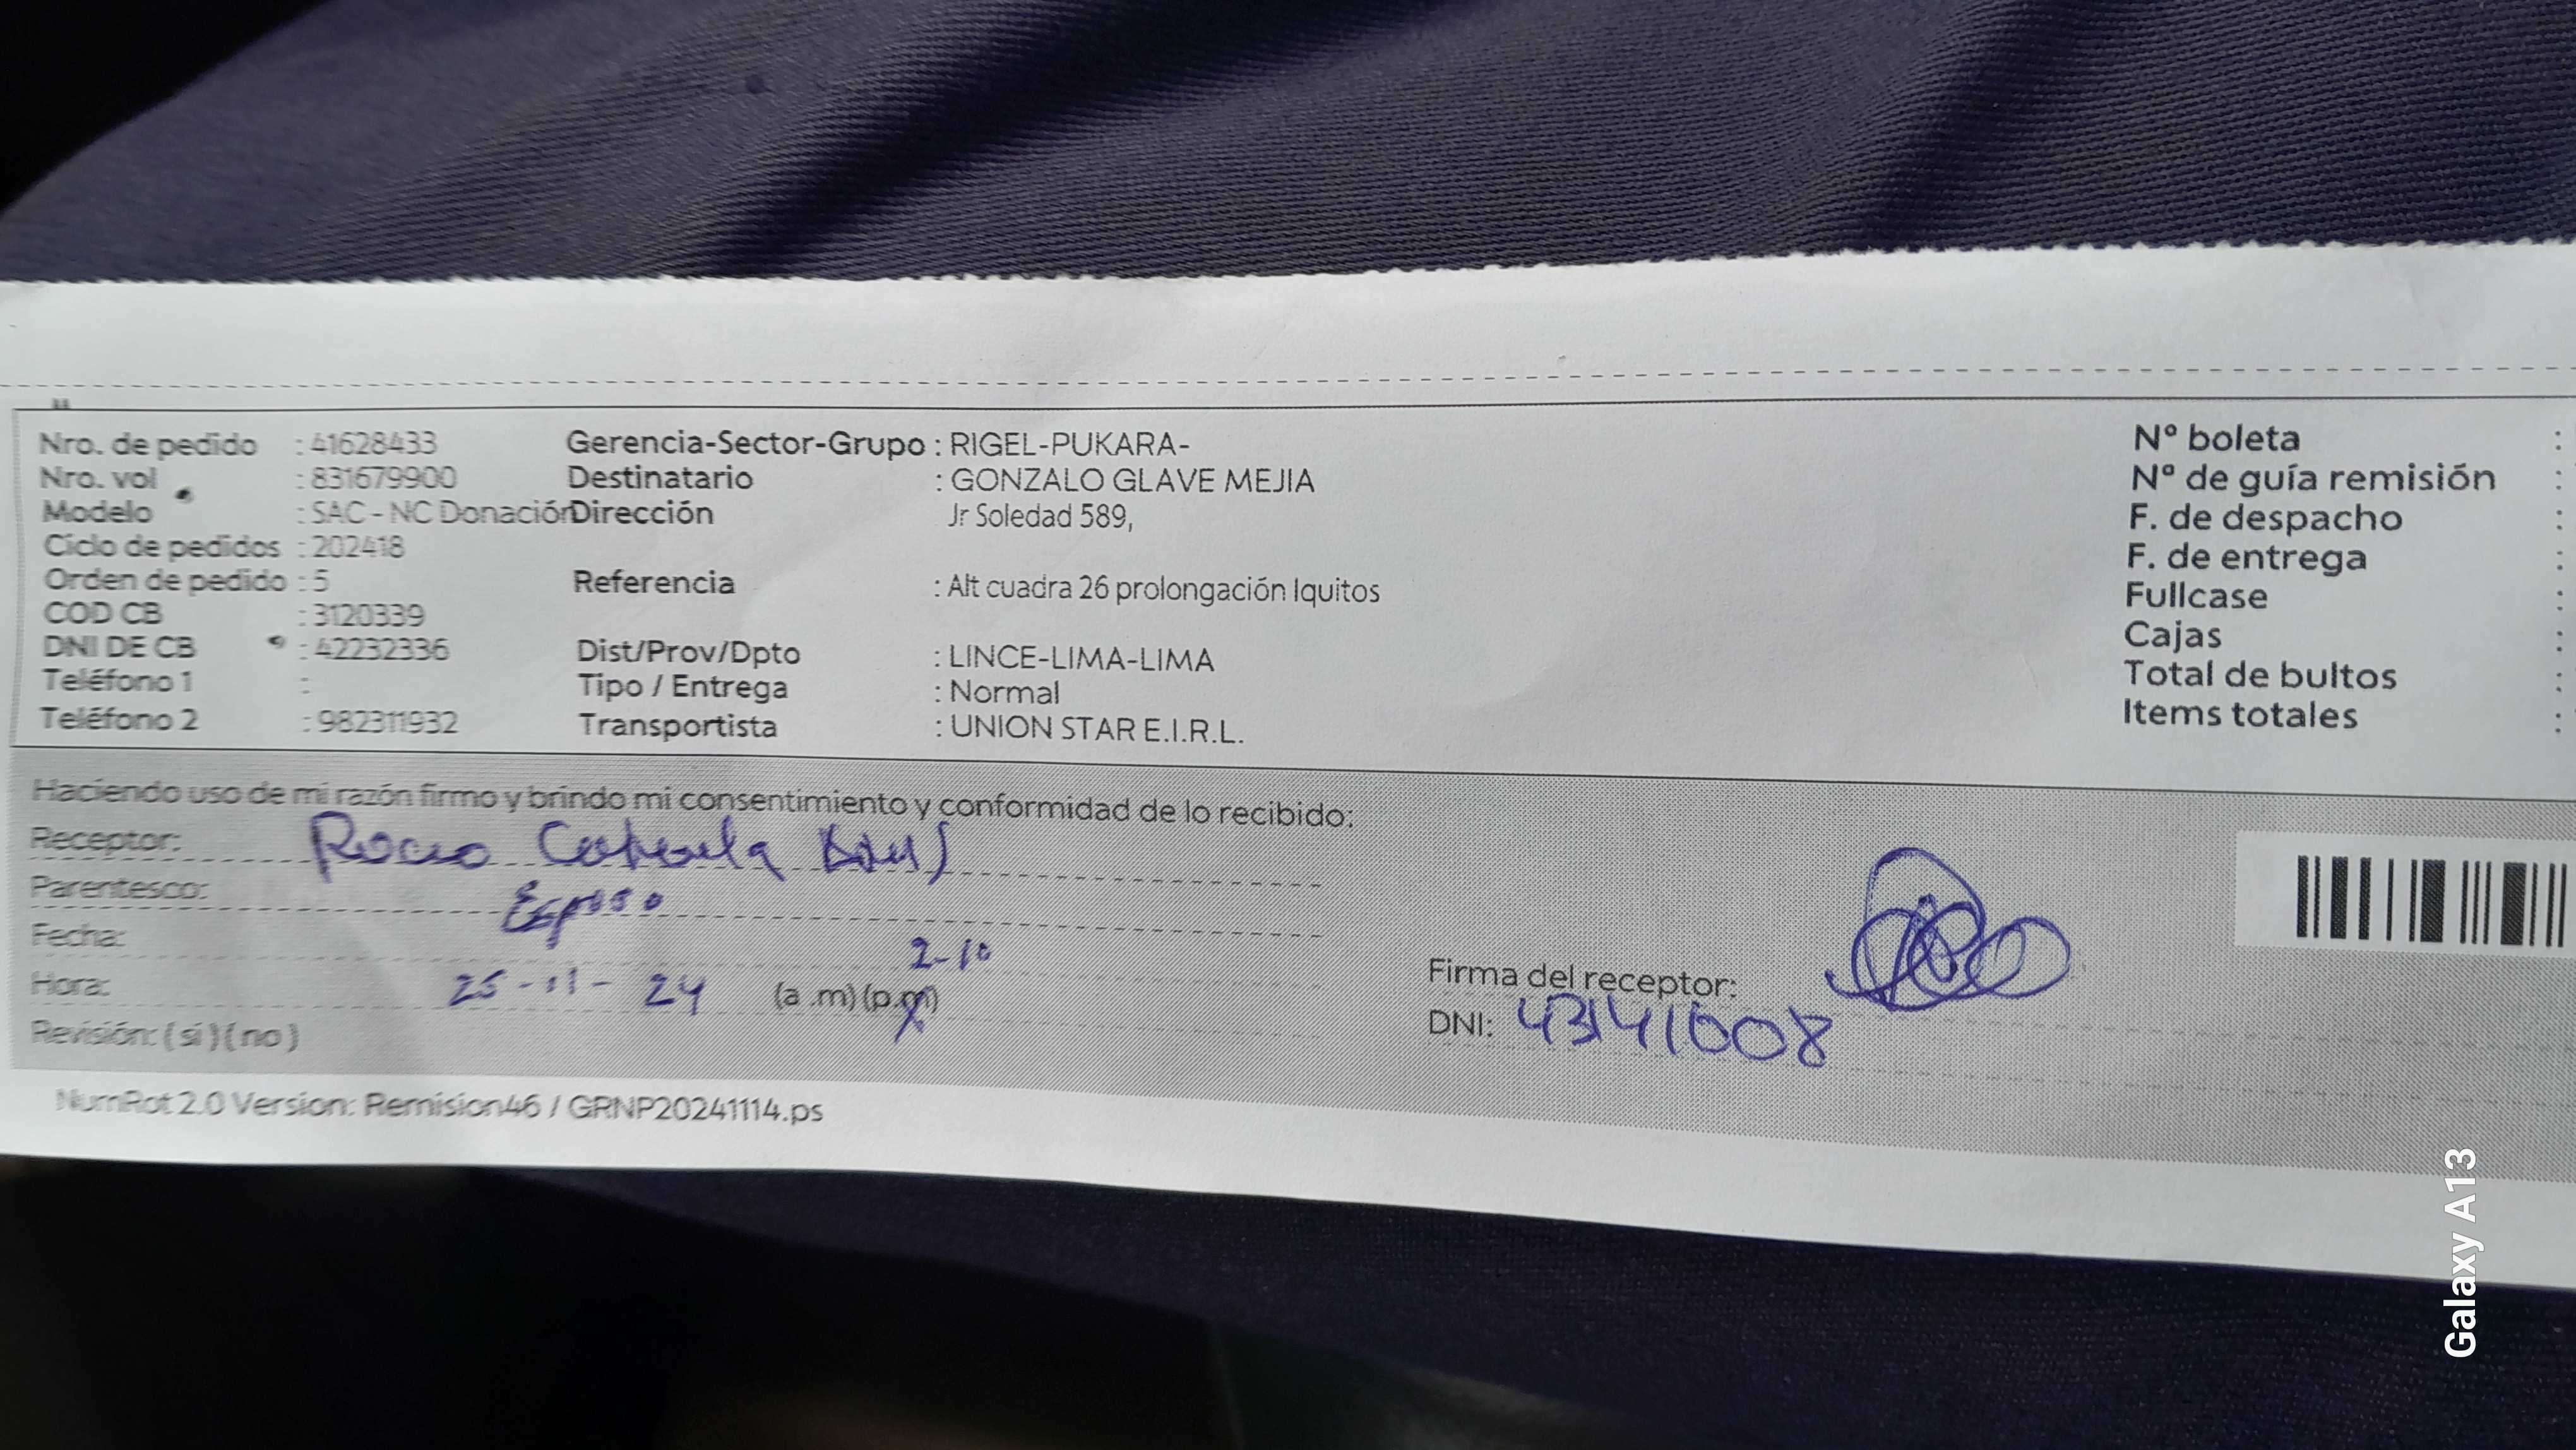 Nro. de pedido : 41628433 Gerencia-Sector-Grupo : RIGEL-PUKARA- Nº boleta :
Nro. vol : 831679900 Destinatario : GONZALO GLAVE MEJIA Nº de guía remisión :
Modelo : SAC - NC Donación Dirección Jr Soledad 589, F. de despacho :
Ciclo de pedidos : 202418 F. de entrega :
Orden de pedido : 5 Referencia : Alt cuadra 26 prolongación Iquitos Fullcase :
COD CB : 3120339 Cajas :
DNI DE CB : 42232336 Dist/Prov/Dpto : LINCE-LIMA-LIMA Total de bultos :
Teléfono 1 : Tipo / Entrega : Normal Items totales :
Teléfono 2 : 982311932 Transportista : UNION STAR E.I.R.L.
Haciendo uso de mi razón firmo y brindo mi consentimiento y conformidad de lo recibido:
Receptor: Rocio
Parentesco: Esposo
Fecha: 2-10
Hora: 25-11-24 (a .m) (p.m) Firma del receptor:
Revisión: ( si ) ( no ) DNI: 43141008
NumRot 2.0 Version: Remision46 / GRNP20241114.ps
Galaxy A13